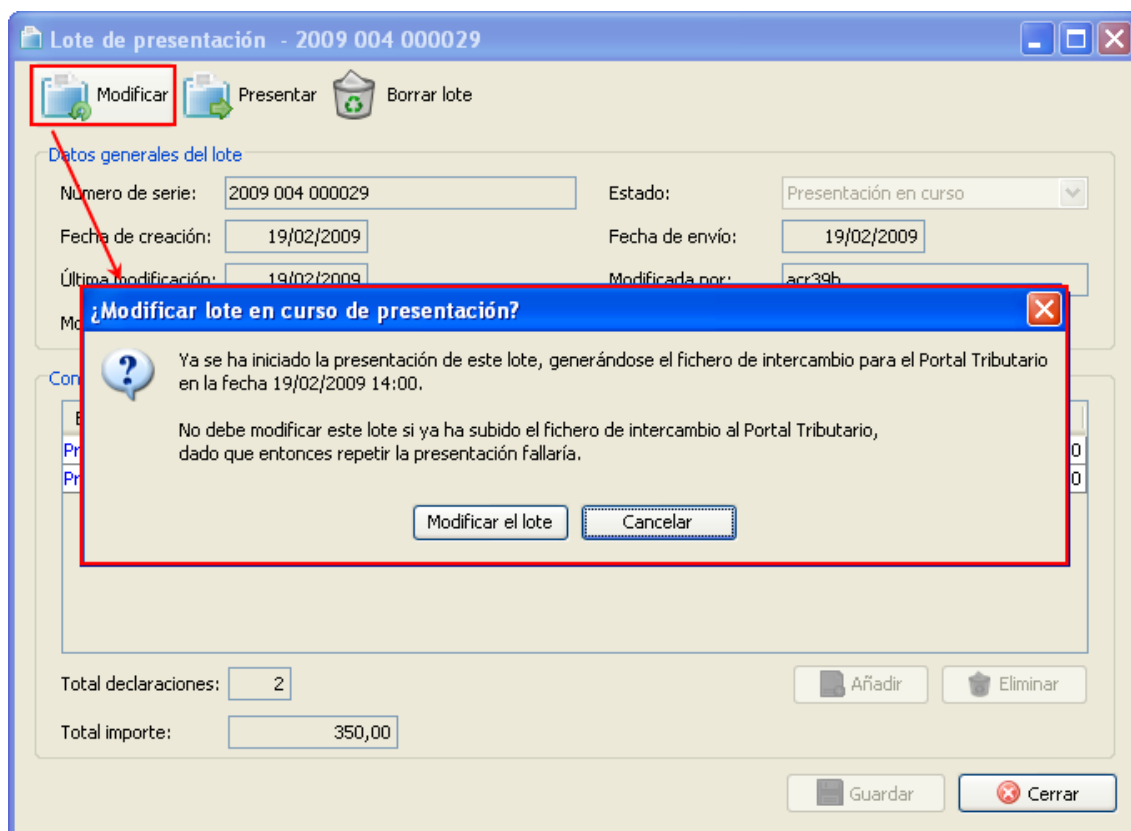 Lote de presentación - 2009 004 000029
Modificar Presentar Borrar lote
Datos generales del lote
Número de serie: 2009 004 000029 Estado: Presentación en curso
Fecha de creación: 19/02/2009 Fecha de envío: 19/02/2009
Última modificación: 19/02/2009 Modificada por: acr39b
¿Modificar lote en curso de presentación?
Ya se ha iniciado la presentación de este lote, generándose el fichero de intercambio para el Portal Tributario
en la fecha 19/02/2009 14:00.
No debe modificar este lote si ya ha subido el fichero de intercambio al Portal Tributario,
dado que entonces repetir la presentación fallaría.
Modificar el lote Cancelar
Mo
Con
E
Pr 0
Pr 0
Total declaraciones: 2 Añadir Eliminar
Total importe: 350,00
Guardar Cerrar